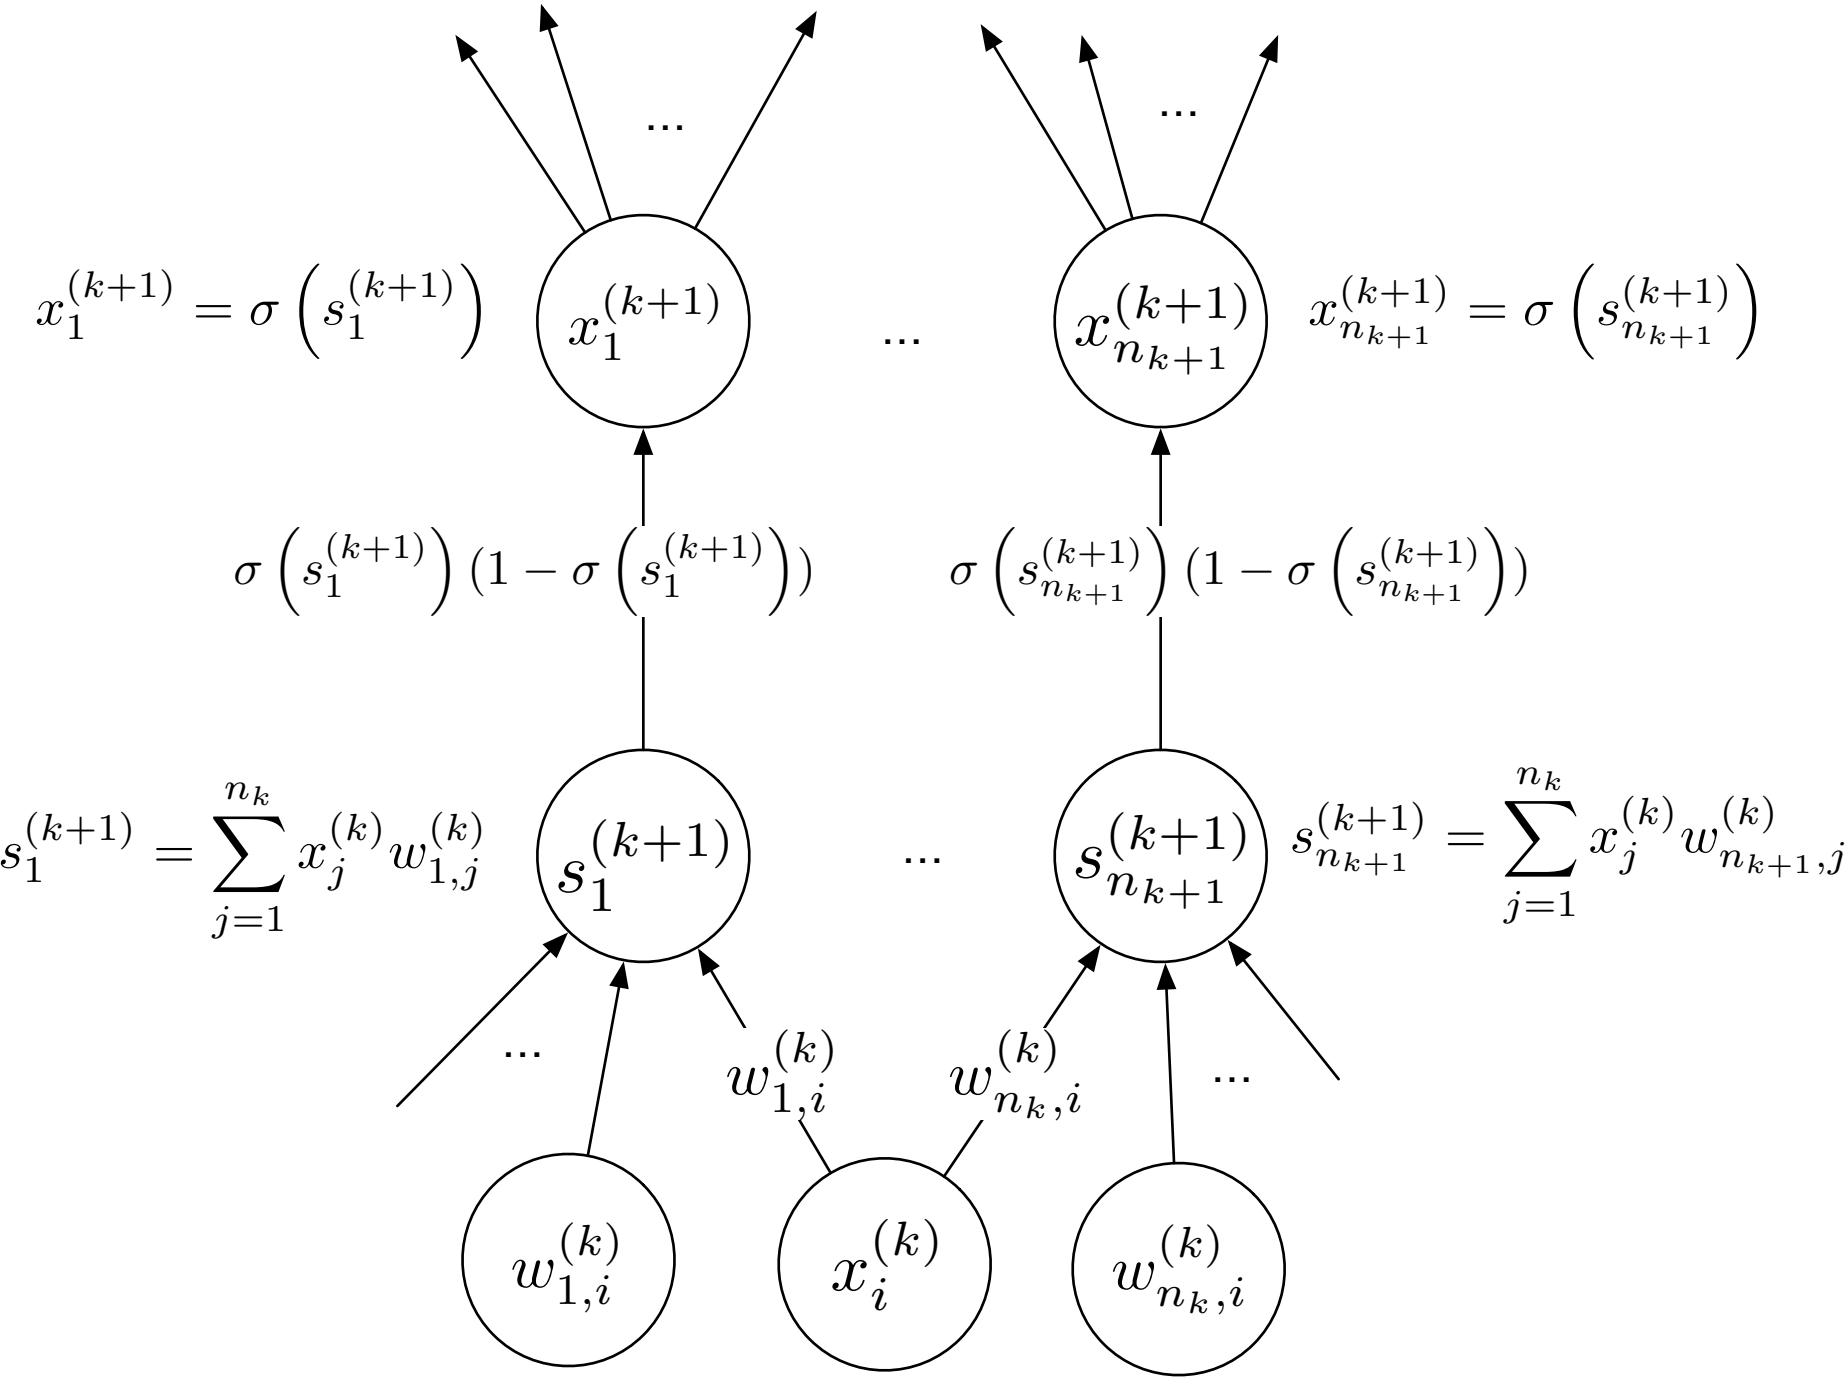 ... ...
x_1^{(k+1)} = σ(s_1^{(k+1)}) x_1^{(k+1)} ... x_{n_{k+1}}^{(k+1)} x_{n_{k+1}}^{(k+1)} = σ(s_{n_{k+1}}^{(k+1)})
σ(s_1^{(k+1)})(1 − σ(s_1^{(k+1)})) σ(s_{n_{k+1}}^{(k+1)})(1 − σ(s_{n_{k+1}}^{(k+1)}))
s_1^{(k+1)} = \sum_{j=1}^{n_k} x_j^{(k)} w_{1,j}^{(k)} s_1^{(k+1)} ... s_{n_{k+1}}^{(k+1)} s_{n_{k+1}}^{(k+1)} = \sum_{j=1}^{n_k} x_j^{(k)} w_{n_{k+1},j}^{(k)}
... w_{1,i}^{(k)} w_{n_k,i}^{(k)} ...
w_{1,i}^{(k)} x_i^{(k)} w_{n_k,i}^{(k)}